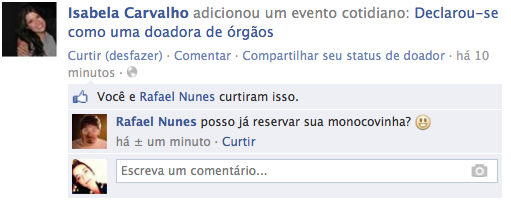 Isabela Carvalho adicionou um evento cotidiano: Declarou-se
como uma doadora de órgãos
Curtir (desfazer) · Comentar · Compartilhar seu status de doador · há 10
minutos ·
Você e Rafael Nunes curtiram isso.
Rafael Nunes posso já reservar sua monocovinha?
há ± um minuto · Curtir
Escreva um comentário...